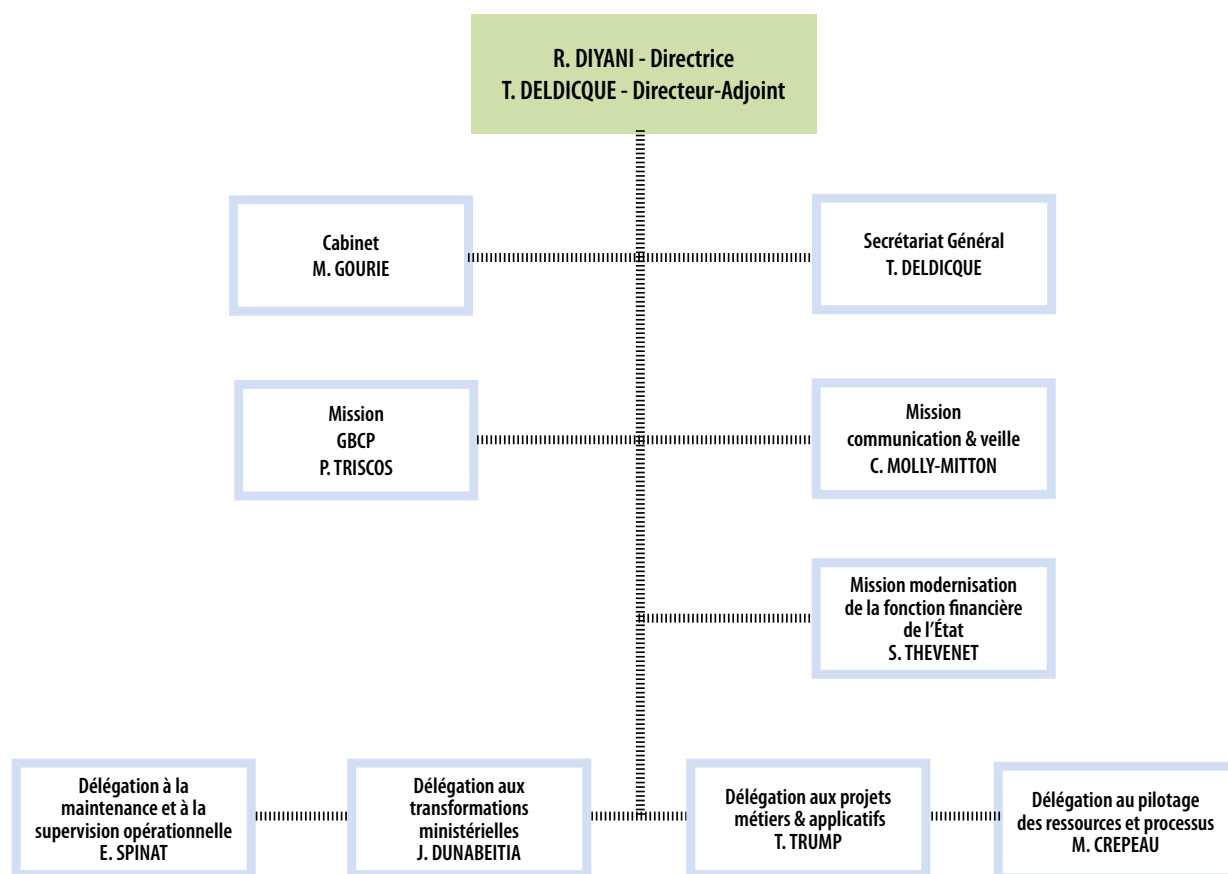 R. DIYANI - Directrice
T. DELDICQUE - Directeur-Adjoint
Cabinet
M. GOURIE
Secrétariat Général
T. DELDICQUE
Mission
GBCP
P. TRISCOS
Mission
communication & veille
C. MOLLY-MITTON
Mission modernisation
de la fonction financière
de l'État
S. THEVENET
Délégation à la
maintenance et à la
supervision opérationnelle
E. SPINAT
Délégation aux
transformations
ministérielles
J. DUNABEITIA
Délégation aux projets
métiers & applicatifs
T. TRUMP
Délégation au pilotage
des ressources et processus
M. CREPEAU